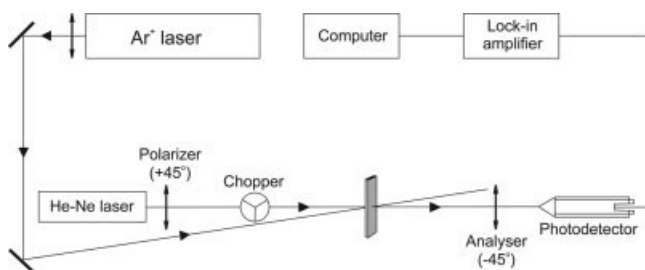 Ar+ laser
Computer
Lock-in
amplifier
Polarizer
(+45°)
Chopper
He-Ne laser
Analyser
(-45°)
Photodetector